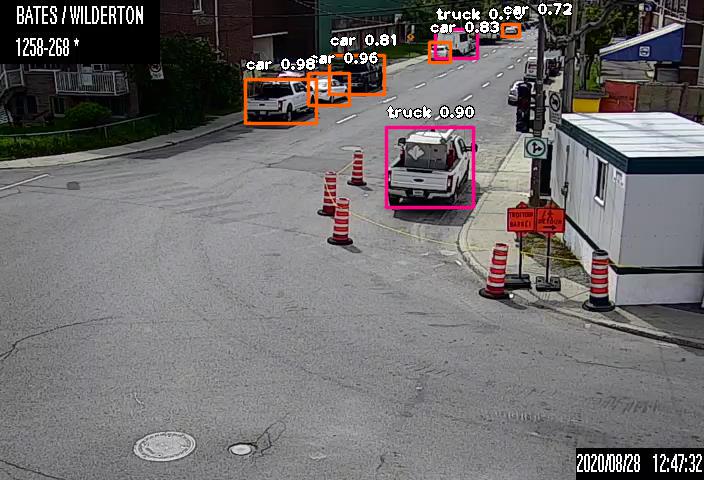 BATES / WILDERTON
1258-268 *
car 0.72
car 0.83
car 0.81
car 0.96
car 0.98
truck 0.90
TROTTOIR
BARRÉ
DÉTOUR
2020/08/28 12:47:32